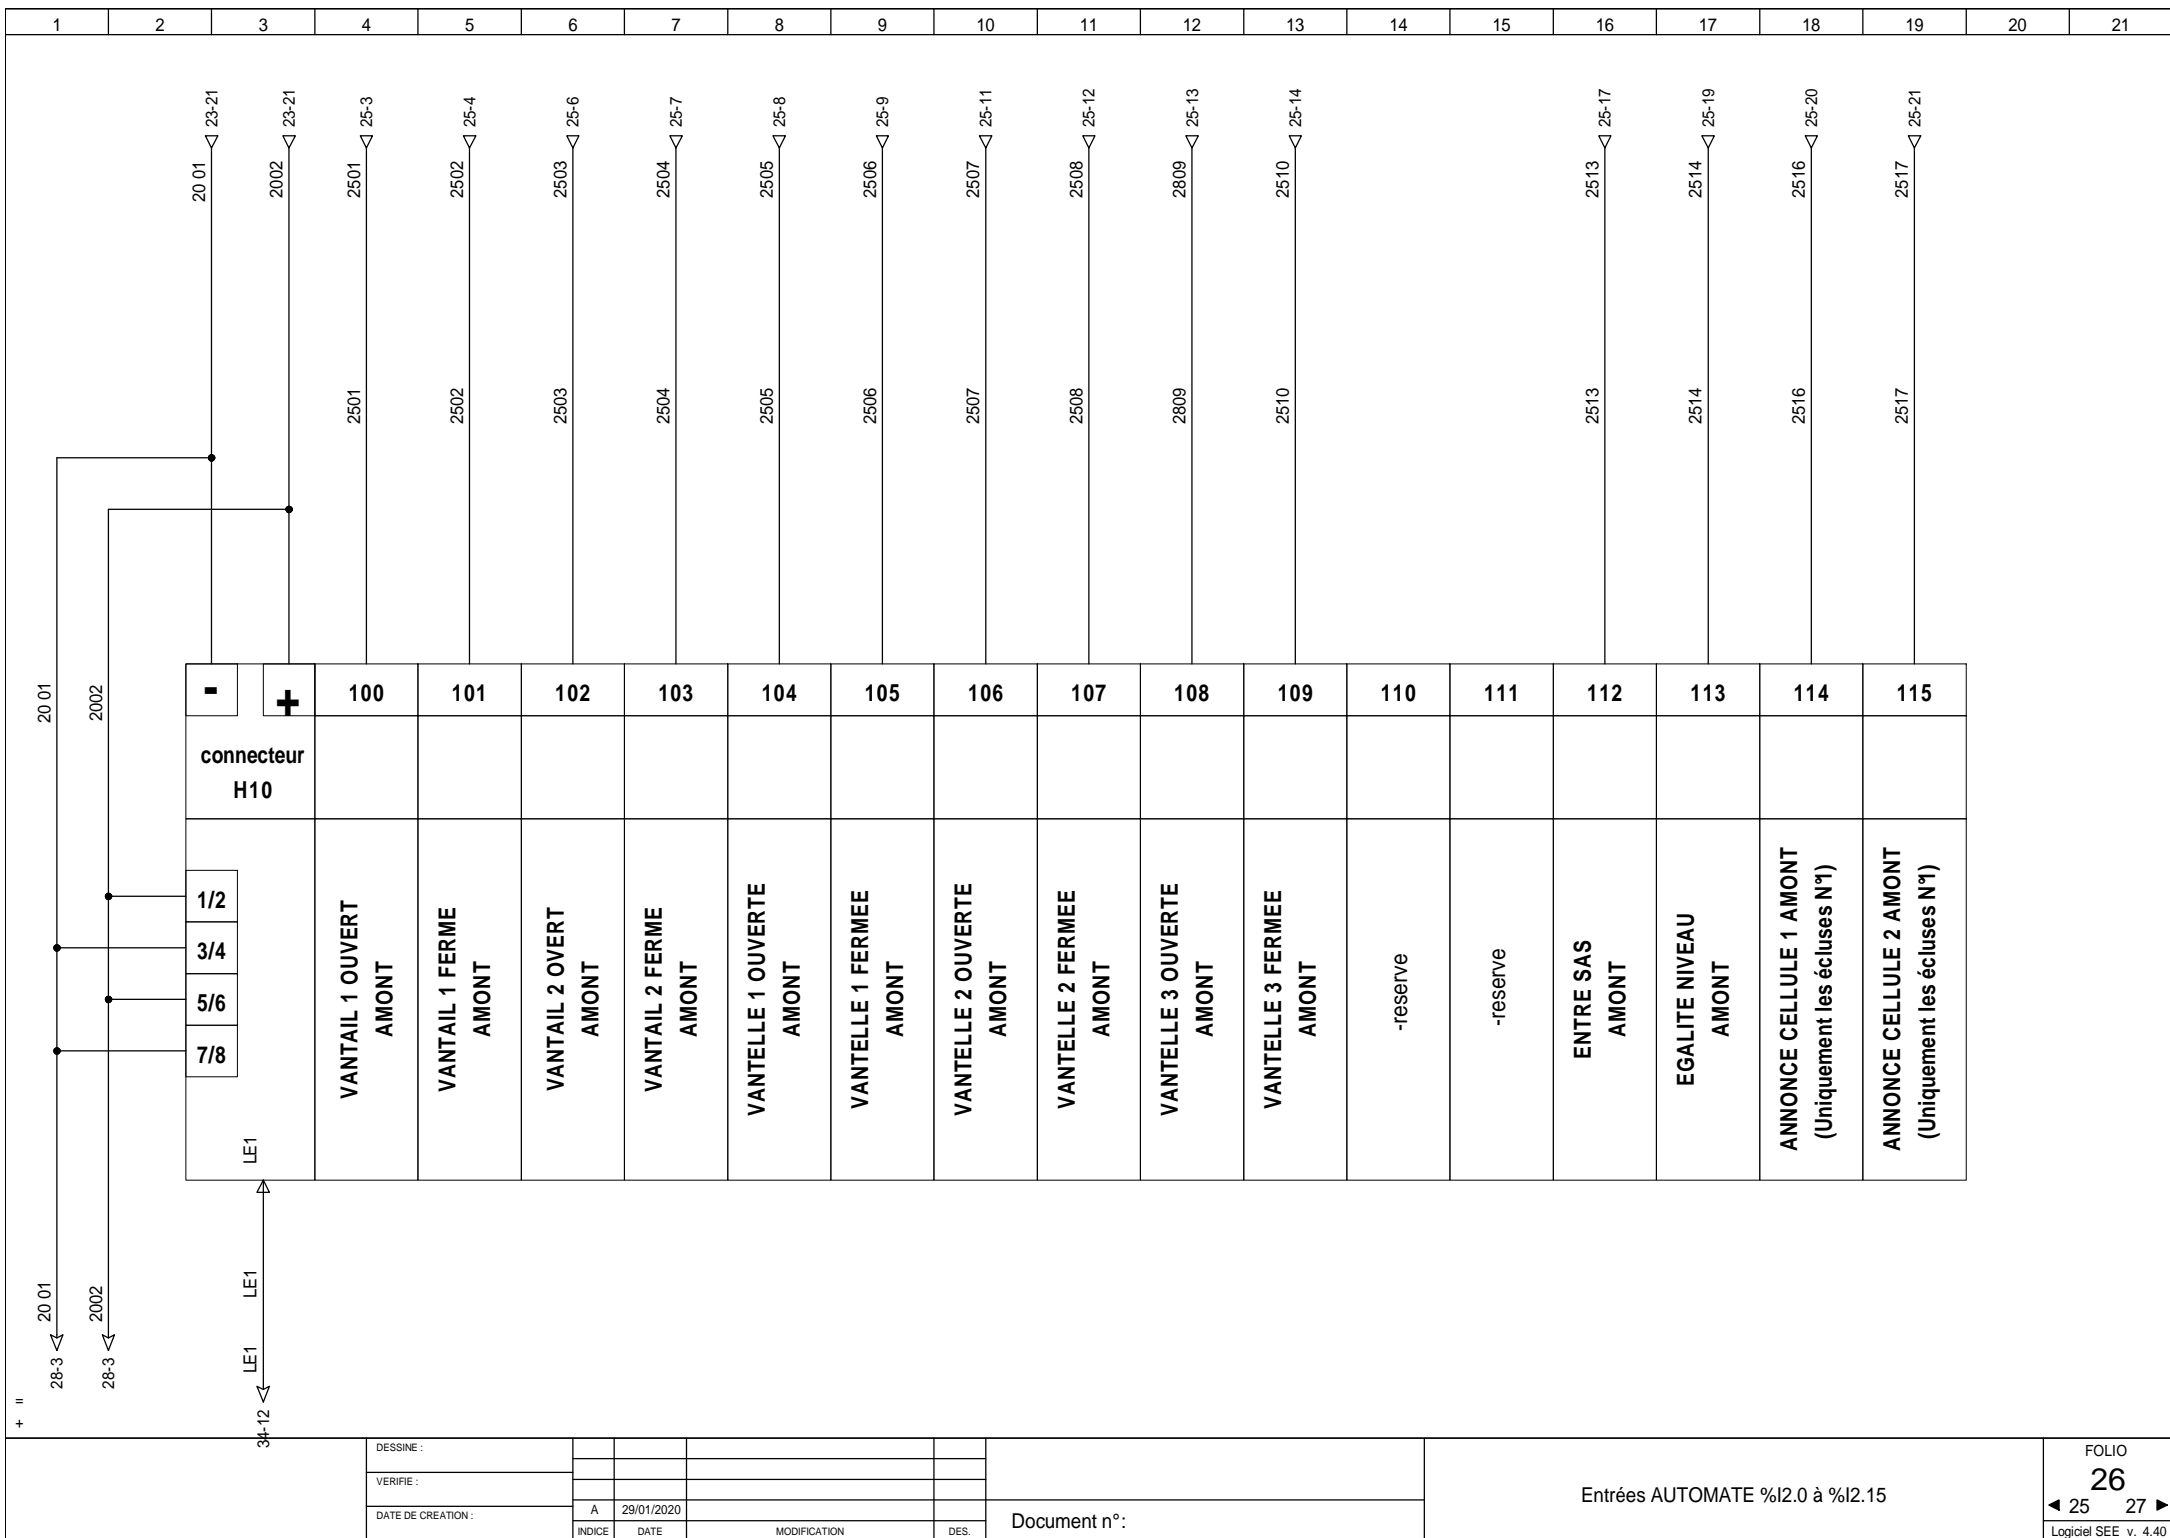 1 2 3 4 5 6 7 8 9 10 11 12 13 14 15 16 17 18 19 20 21
23-21 23-21 25-3 25-4 25-6 25-7 25-8 25-9 25-11 25-12 25-13 25-14 25-17 25-19 25-20 25-21
20 01 2002 2501 2502 2503 2504 2505 2506 2507 2508 2809 2510 2513 2514 2516 2517
2501 2502 2503 2504 2505 2506 2507 2508 2809 2510 2513 2514 2516 2517
20 01 2002
- + 100 101 102 103 104 105 106 107 108 109 110 111 112 113 114 115
connecteur
H10
1/2
3/4
5/6
7/8
LE1
VANTAIL 1 OUVERT
AMONT
VANTAIL 1 FERME
AMONT
VANTAIL 2 OVERT
AMONT
VANTAIL 2 FERME
AMONT
VANTELLE 1 OUVERTE
AMONT
VANTELLE 1 FERMEE
AMONT
VANTELLE 2 OUVERTE
AMONT
VANTELLE 2 FERMEE
AMONT
VANTELLE 3 OUVERTE
AMONT
VANTELLE 3 FERMEE
AMONT
-reserve
-reserve
ENTRE SAS
AMONT
EGALITE NIVEAU
AMONT
ANNONCE CELLULE 1 AMONT
(Uniquement les écluses N°1)
ANNONCE CELLULE 2 AMONT
(Uniquement les écluses N°1)
20 01 2002 LE1
LE1
28-3 28-3 34-12
=
+
DESSINE :
VERIFIE :
DATE DE CREATION :
A 29/01/2020
INDICE DATE MODIFICATION DES.
Document n°:
Entrées AUTOMATE %I2.0 à %I2.15
FOLIO
26
◄ 25 27 ►
Logiciel SEE v. 4.40